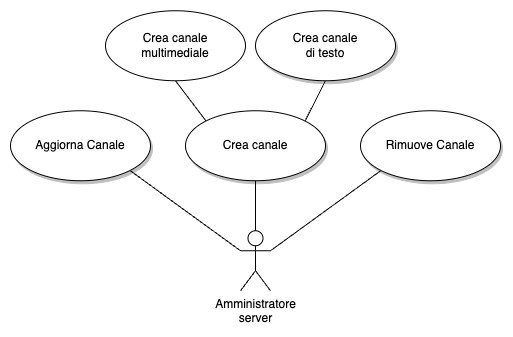 Crea canale
multimediale
Crea canale
di testo
Aggiorna Canale
Crea canale
Rimuove Canale
Amministratore
server